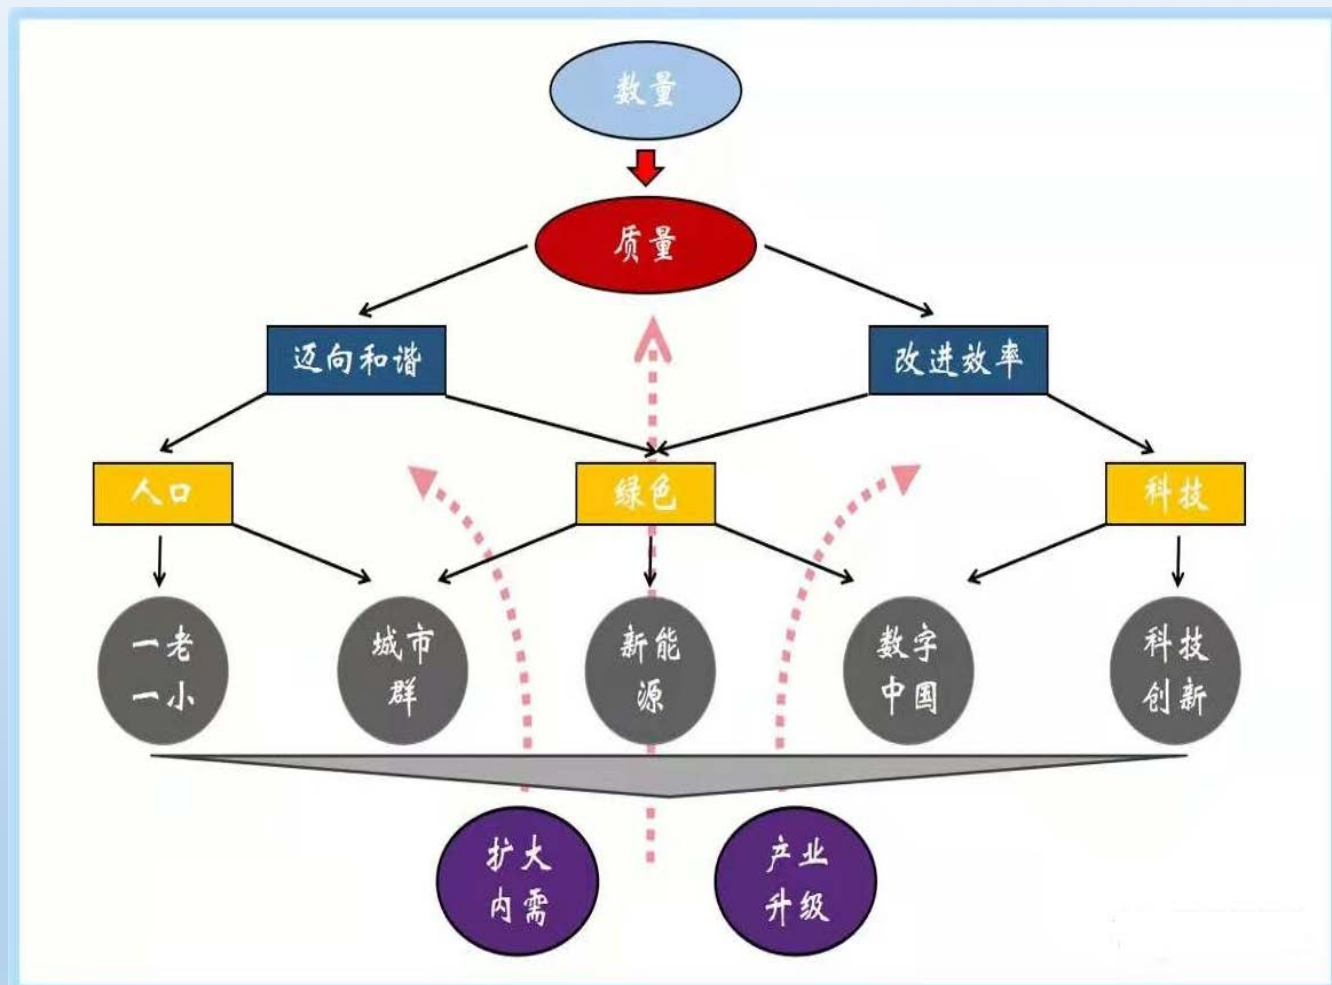 数量
质量
迈向和谐
改进效率
人口
绿色
科技
一老
一小
城市
群
新能
源
数字
中国
科技
创新
扩大
内需
产业
升级